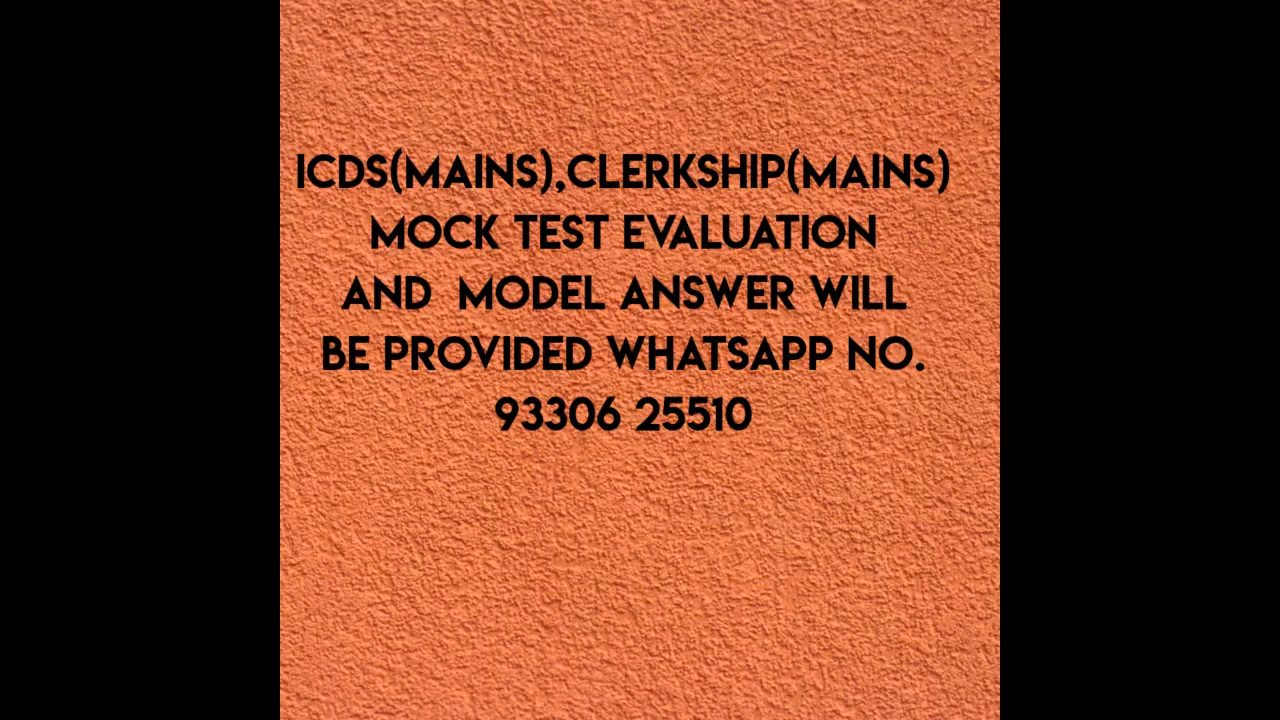 ICDS(MAINS),CLERKSHIP(MAINS)
MOCK TEST EVALUATION
AND MODEL ANSWER WILL
BE PROVIDED WHATSAPP NO.
93306 25510